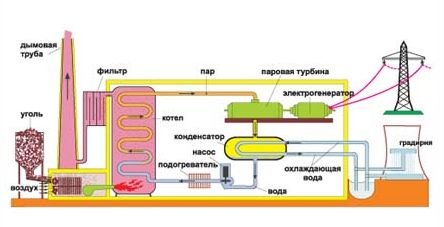 дымовая
труба
фильтр
пар
паровая турбина
электрогенератор
уголь
котел
конденсатор
насос
подогреватель
градирня
охлаждающая
вода
воздух
вода